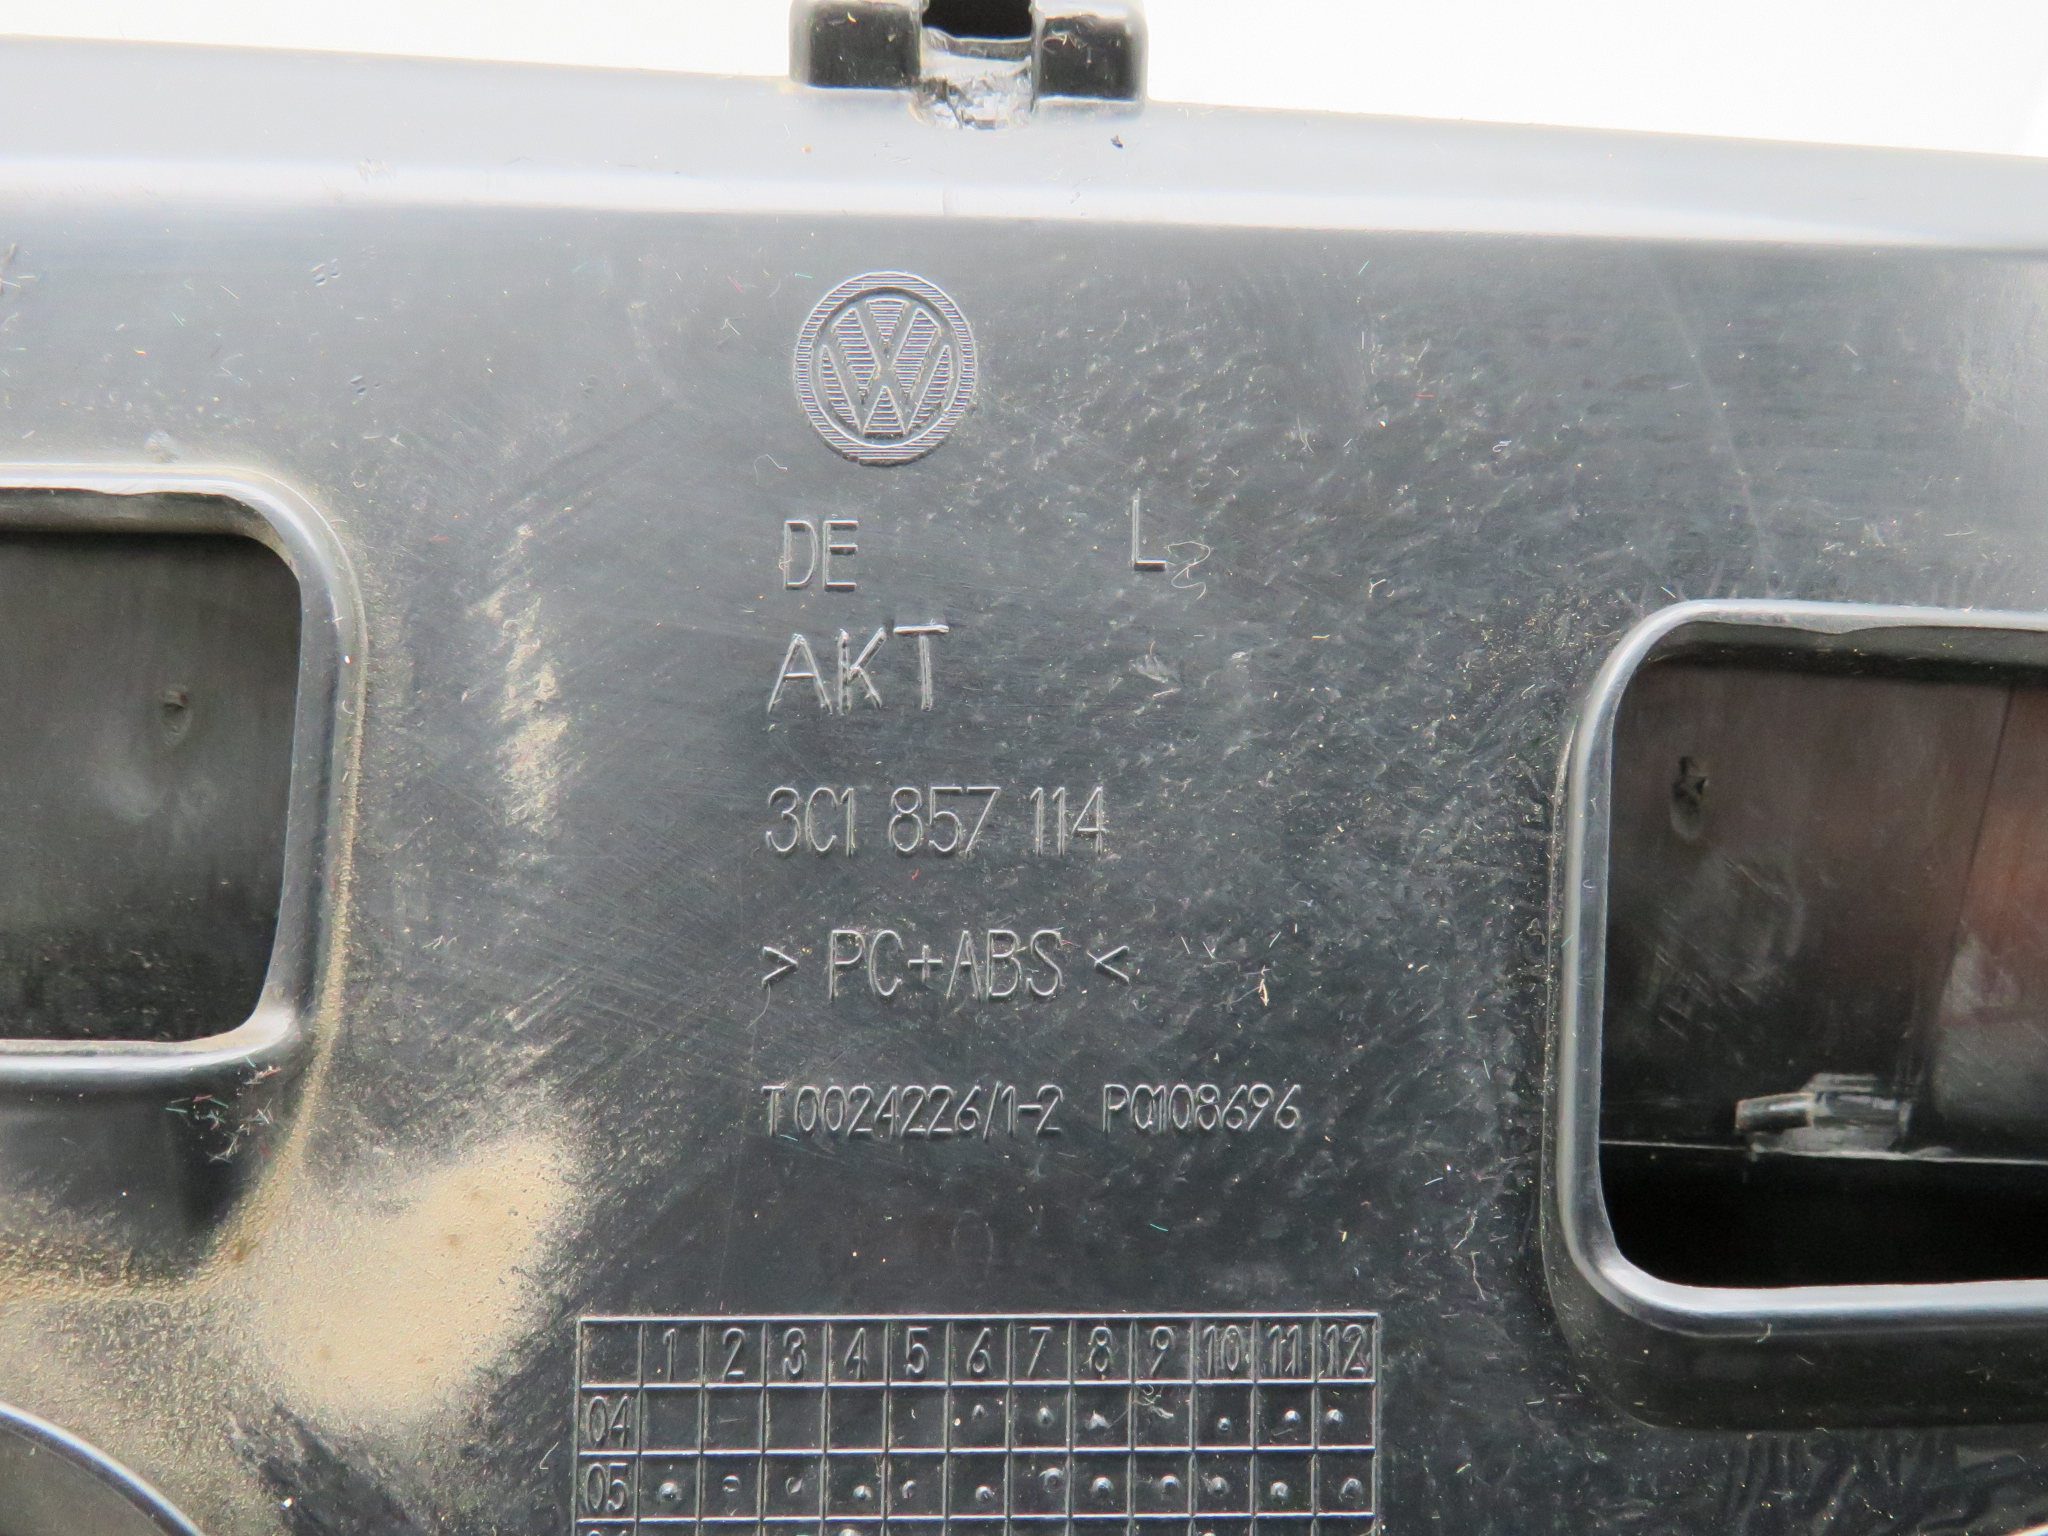 DE L
AKT
3C1 857 114
> PC+ABS <
T0024226/1-2 PQ108696
1 2 3 4 5 6 7 8 9 10 11 12
04
05